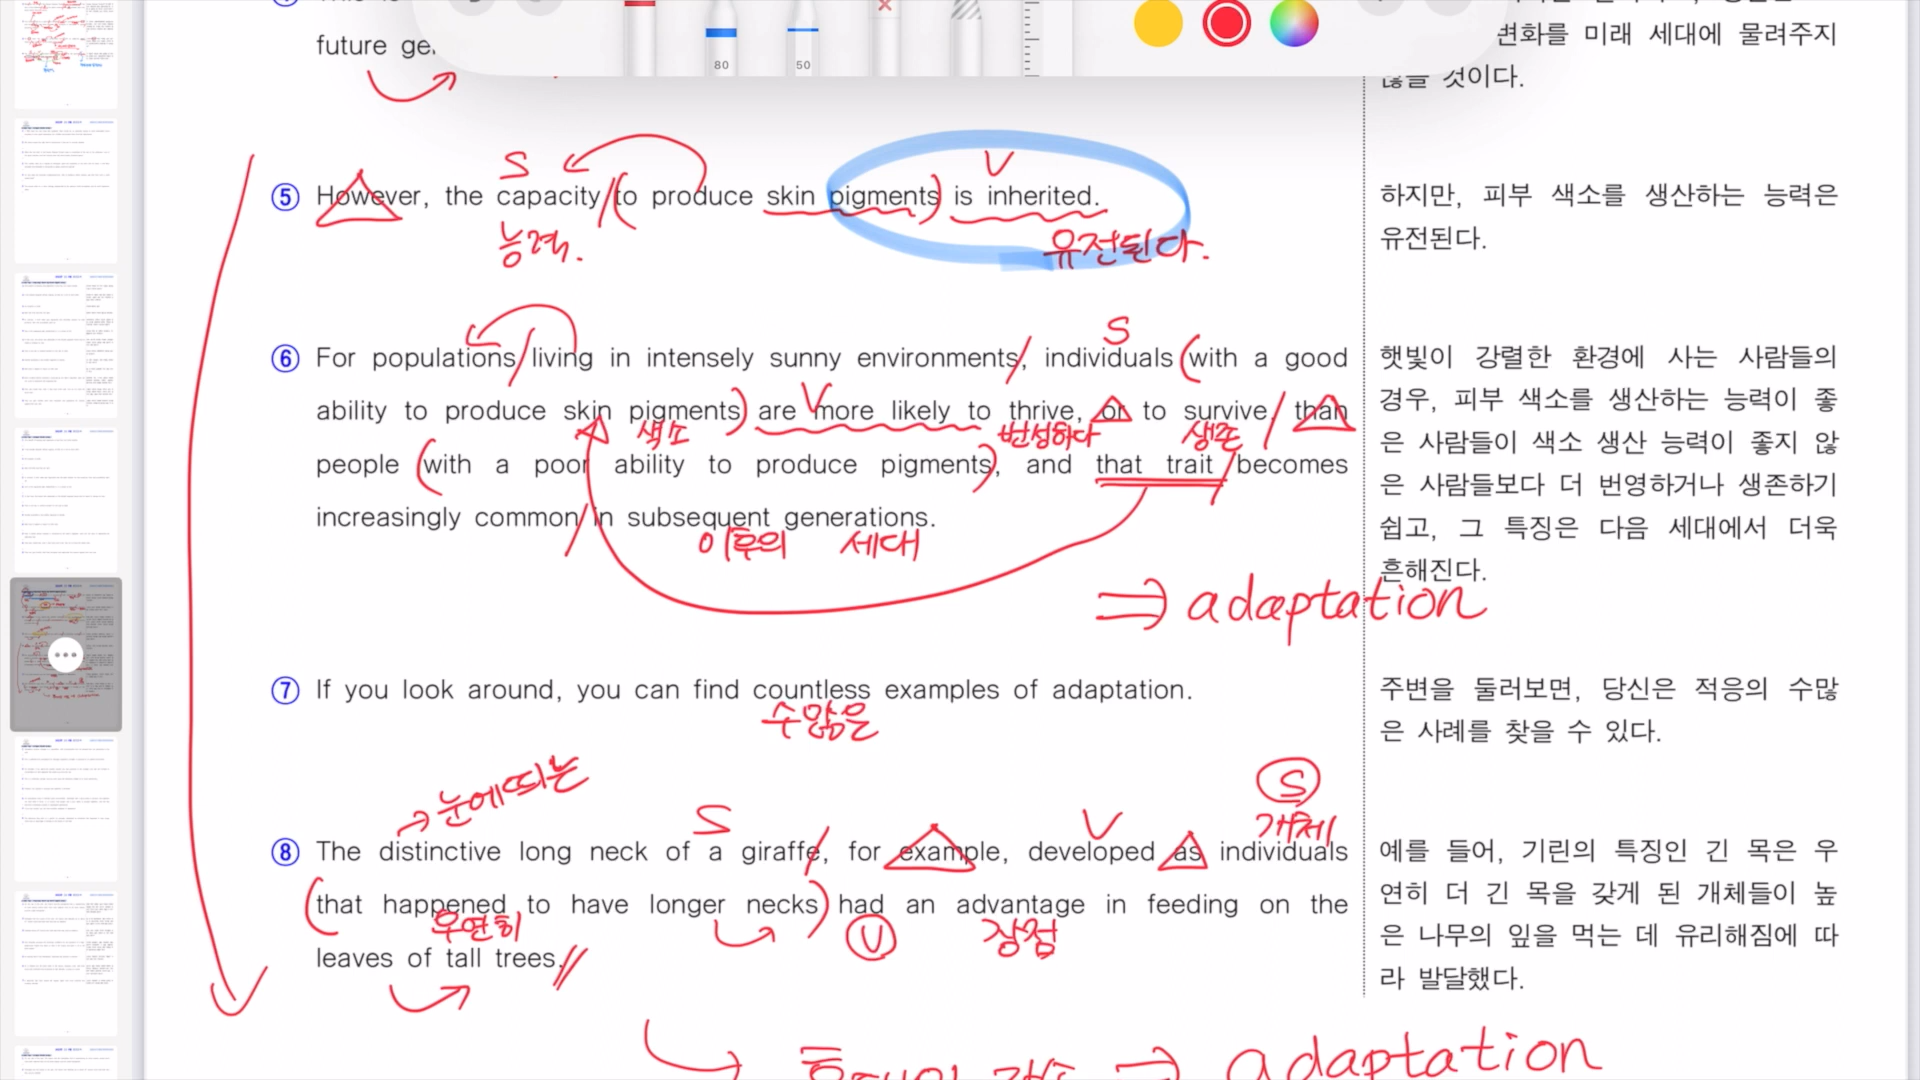 future ge
변화를 미래 세대에 물려주지
않을 것이다.
80
50
S
V
⑤ However, the capacity to produce skin pigments is inherited.
능력.
유전된다.
하지만, 피부 색소를 생산하는 능력은
유전된다.
S
⑥ For populations living in intensely sunny environments, individuals with a good
V
ability to produce skin pigments are more likely to thrive, or to survive, than
색소
번성하다
생존
people with a poor ability to produce pigments, and that trait becomes
increasingly common in subsequent generations.
이후의 세대
⇒ adaptation
햇빛이 강렬한 환경에 사는 사람들의
경우, 피부 색소를 생산하는 능력이 좋
은 사람들이 색소 생산 능력이 좋지 않
은 사람들보다 더 번영하거나 생존하기
쉽고, 그 특징은 다음 세대에서 더욱
흔해진다.
⑦ If you look around, you can find countless examples of adaptation.
수많은
주변을 둘러보면, 당신은 적응의 수많
은 사례를 찾을 수 있다.
→ 눈에 띄는
S
V
S
개체
⑧ The distinctive long neck of a giraffe, for example, developed as individuals
that happened to have longer necks had an advantage in feeding on the
우연히
V
장점
leaves of tall trees.
예를 들어, 기린의 특징인 긴 목은 우
연히 더 긴 목을 갖게 된 개체들이 높
은 나무의 잎을 먹는 데 유리해짐에 따
라 발달했다.
⇒ adaptation